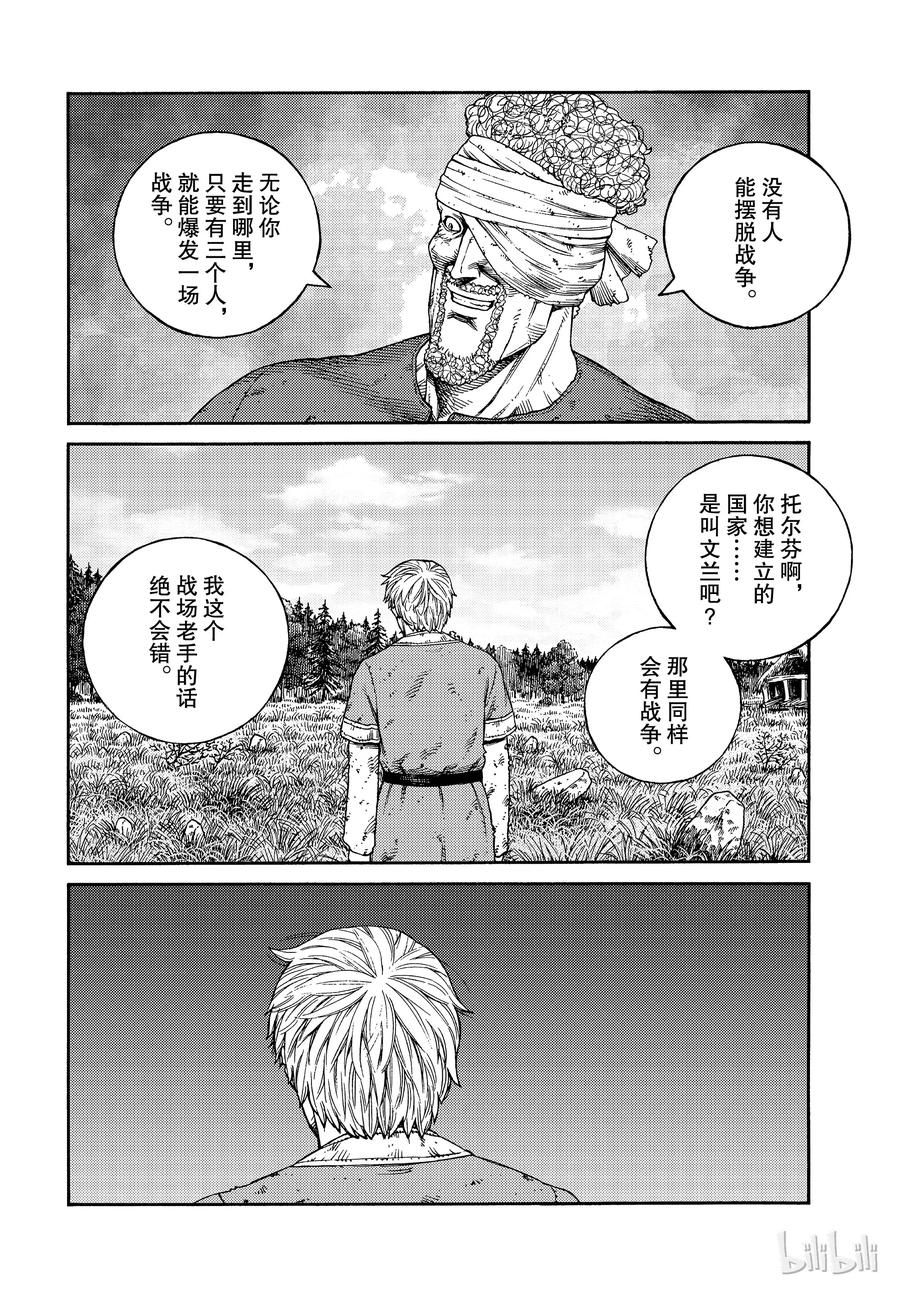 没有人
能摆脱战争。
无论你
走到哪里，
只要有三个人，
就能爆发一场
战争。
托尔芬啊，
你想建立的
国家……
是叫文兰吧？
那里同样
会有战争。
我这个
战场老手的话
绝不会错。
bilibili